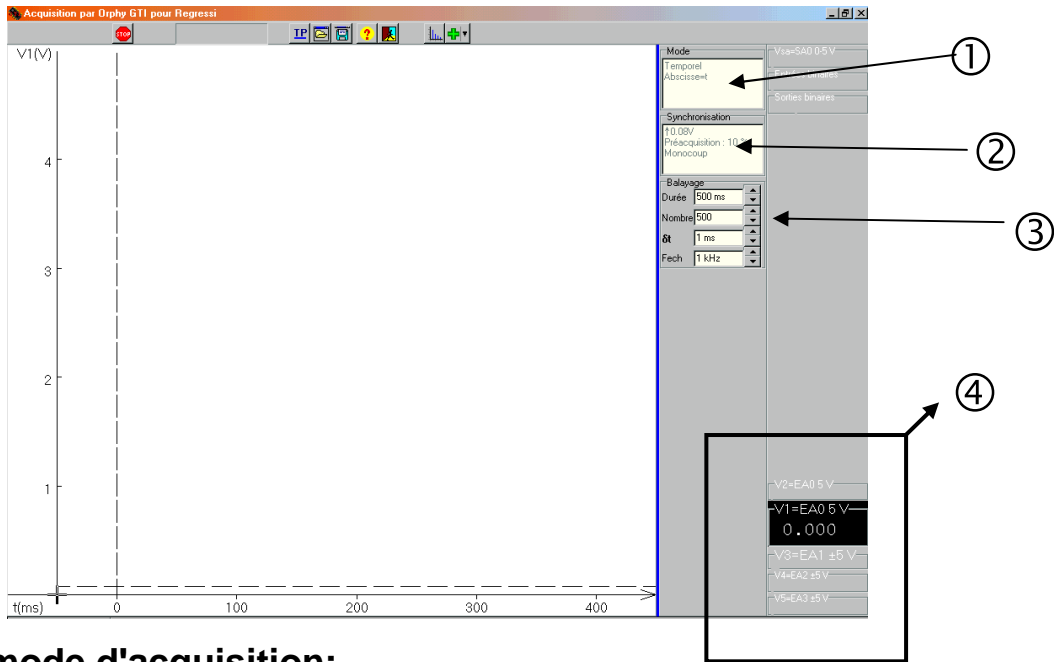 Acquisition par Orphy GTI pour Regressi
STOP
TP
?
V1(V)
4
3
2
1
t(ms)
0
100
200
300
400
Mode
Temporel
Abscisse=t
Synchronisation
↑0.08V
Préacquisition : 10 %
Monocoup
Balayage
Durée 500 ms
Nombre 500
δt 1 ms
Fech 1 kHz
Vsa=SA0 0-5 V
Entrées binaires
Sorties binaires
V2=EA0 5 V
V1=EA0 5 V
0.000
V3=EA1 ±5 V
V4=EA2 ±5 V
V5=EA3 ±5 V
①
②
③
④
mode d'acquisition: